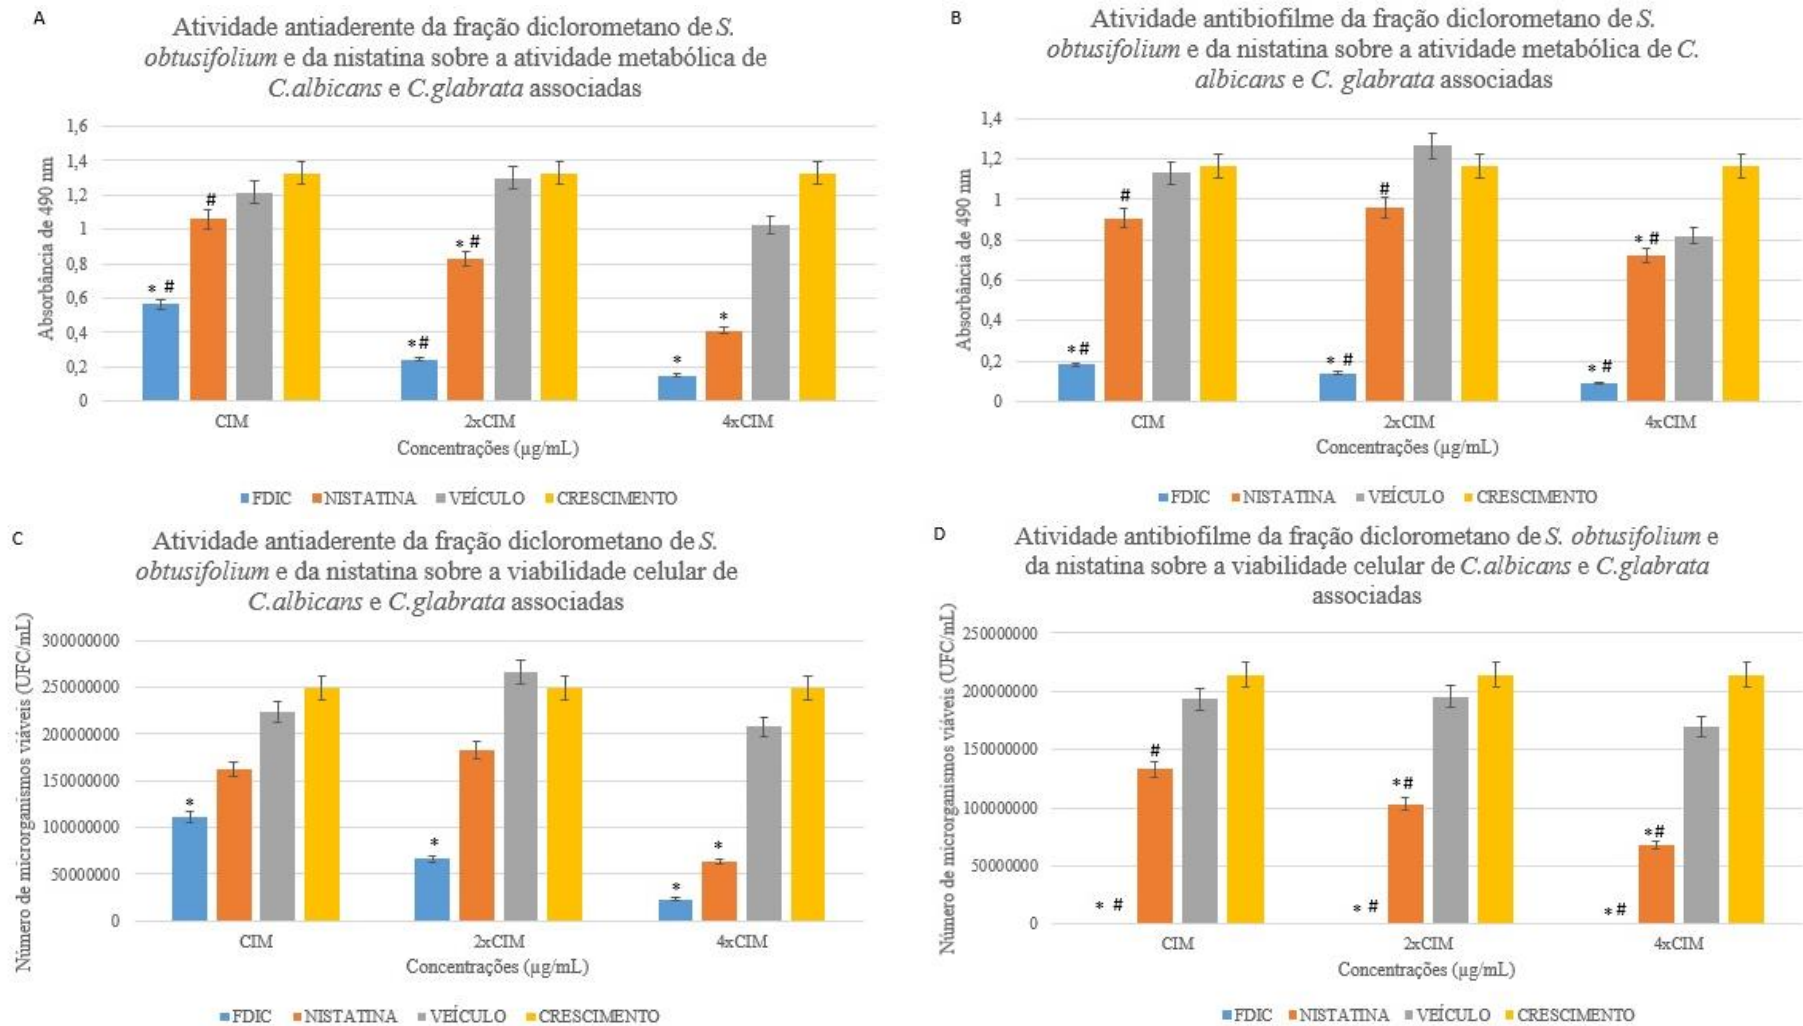 A
Atividade antiaderente da fração diclorometano de S.
obtusifolium e da nistatina sobre a atividade metabólica de
C.albicans e C.glabrata associadas
Absorbância de 490 nm
1,6
1,4
1,2
1
0,8
0,6
0,4
0,2
0
* #
#
*#
* #
*
*
CIM
2xCIM
4xCIM
Concentrações (µg/mL)
FDIC NISTATINA VEÍCULO CRESCIMENTO
B
Atividade antibiofilme da fração diclorometano de S.
obtusifolium e da nistatina sobre a atividade metabólica de C.
albicans e C. glabrata associadas
Absorbância de 490 nm
1,4
1,2
1
0,8
0,6
0,4
0,2
0
*#
#
* #
#
* #
* #
CIM
2xCIM
4xCIM
Concentrações (µg/mL)
FDIC NISTATINA VEÍCULO CRESCIMENTO
C
Atividade antiaderente da fração diclorometano de S.
obtusifolium e da nistatina sobre a viabilidade celular de
C.albicans e C.glabrata associadas
Número de microrganismos viáveis (UFC/mL)
300000000
250000000
200000000
150000000
100000000
50000000
0
*
*
*
*
CIM
2xCIM
4xCIM
Concentrações (µg/mL)
FDIC NISTATINA VEÍCULO CRESCIMENTO
D
Atividade antibiofilme da fração diclorometano de S. obtusifolium e
da nistatina sobre a viabilidade celular de C.albicans e C.glabrata
associadas
Número de microrganismos viáveis (UFC/mL)
250000000
200000000
150000000
100000000
50000000
0
* #
#
* #
*#
* #
*#
CIM
2xCIM
4xCIM
Concentrações (µg/mL)
FDIC NISTATINA VEÍCULO CRESCIMENTO